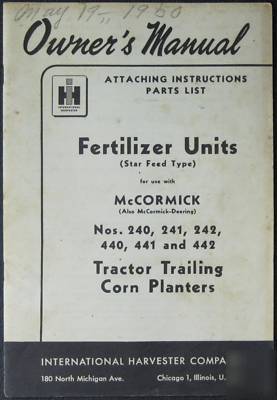 May 19, 1950
Owner's Manual
ATTACHING INSTRUCTIONS
PARTS LIST
IH
INTERNATIONAL
HARVESTER
Fertilizer Units
(Star Feed Type)
for use with
McCORMICK
(Also McCormick-Deering)
Nos. 240, 241, 242,
440, 441 and 442
Tractor Trailing
Corn Planters
INTERNATIONAL HARVESTER COMPA
180 North Michigan Ave. Chicago 1, Illinois, U.